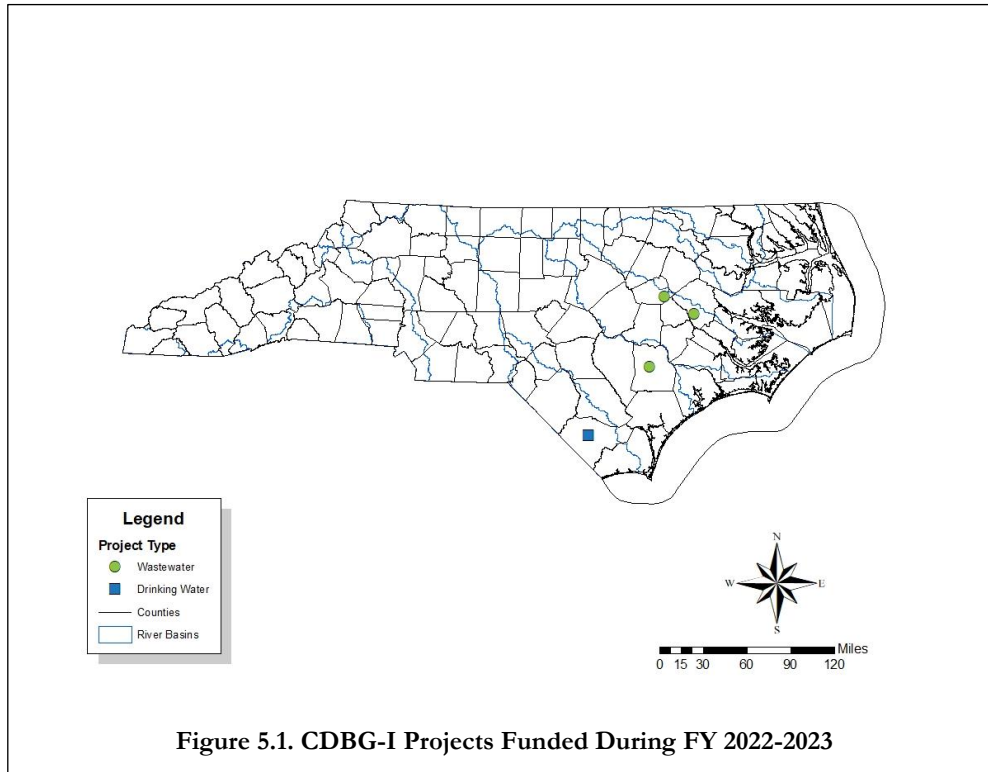 Legend
Project Type
Wastewater
Drinking Water
Counties
River Basins
N
W E
S
Miles
0 15 30 60 90 120
Figure 5.1. CDBG-I Projects Funded During FY 2022-2023